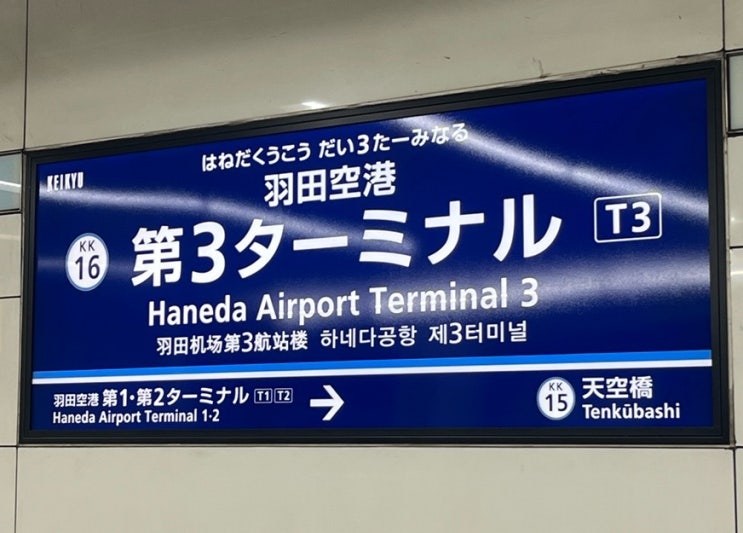 KEIKYU
はねだくうこう だい3たーみなる
羽田空港
KK
16
第3ターミナル
T3
Haneda Airport Terminal 3
羽田机场第3航站楼 하네다공항 제3터미널
羽田空港 第1・第2ターミナル T1 T2 →
Haneda Airport Terminal 1·2
KK
15
天空橋
Tenkūbashi